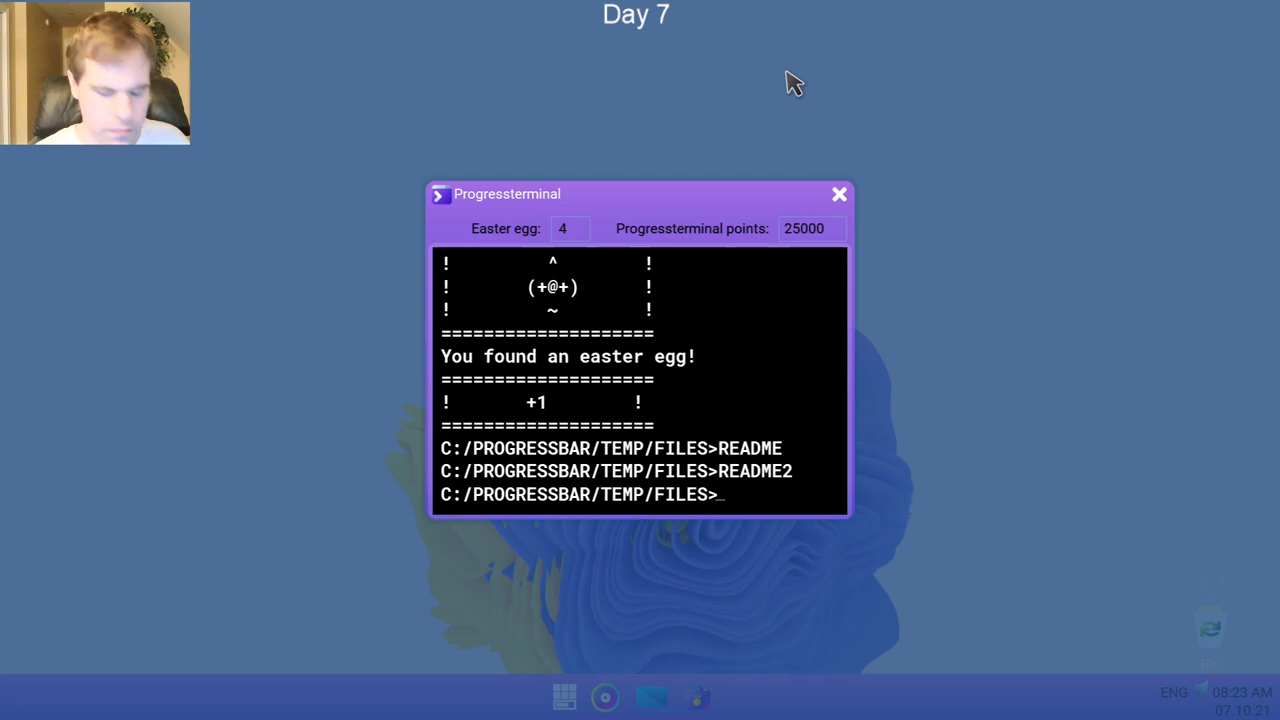 Day 7
Progressterminal
Easter egg: 4 Progressterminal points: 25000
! ^ !
! (+@+) !
! ~ !
====================
You found an easter egg!
====================
! +1 !
====================
C:/PROGRESSBAR/TEMP/FILES>README
C:/PROGRESSBAR/TEMP/FILES>README2
C:/PROGRESSBAR/TEMP/FILES>_
Bin
ENG 08:23 AM
07.10.21